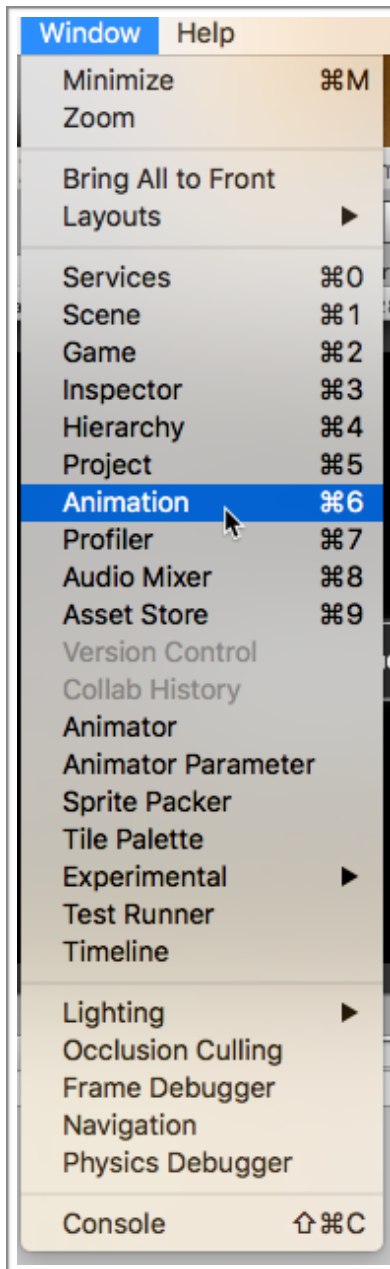 Window Help
Minimize ⌘M
Zoom
Bring All to Front
Layouts ▶
Services ⌘0
Scene ⌘1
Game ⌘2
Inspector ⌘3
Hierarchy ⌘4
Project ⌘5
Animation ⌘6
Profiler ⌘7
Audio Mixer ⌘8
Asset Store ⌘9
Version Control
Collab History
Animator
Animator Parameter
Sprite Packer
Tile Palette
Experimental ▶
Test Runner
Timeline
Lighting ▶
Occlusion Culling
Frame Debugger
Navigation
Physics Debugger
Console ⇧⌘C